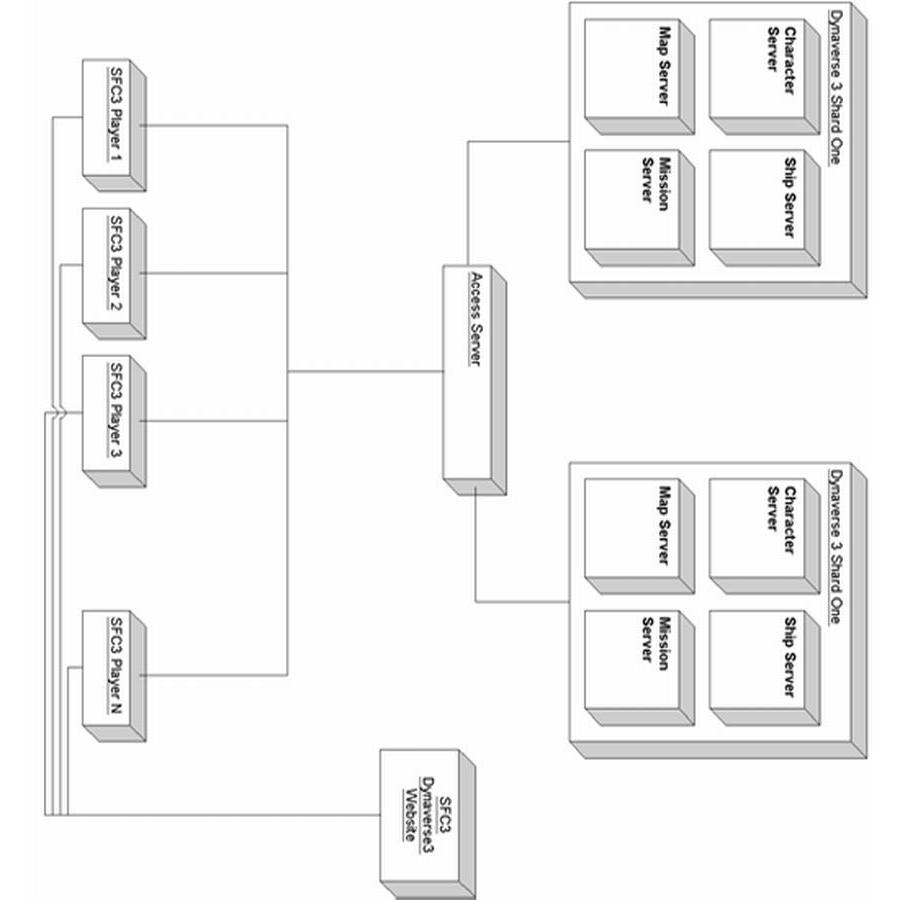 Dynaverse 3 Shard One
Character
Server
Ship Server
Map Server
Mission
Server
Dynaverse 3 Shard One
Character
Server
Ship Server
Map Server
Mission
Server
Access Server
SFC3
Dynaverse3
Website
SFC3 Player 1
SFC3 Player 2
SFC3 Player 3
SFC3 Player N